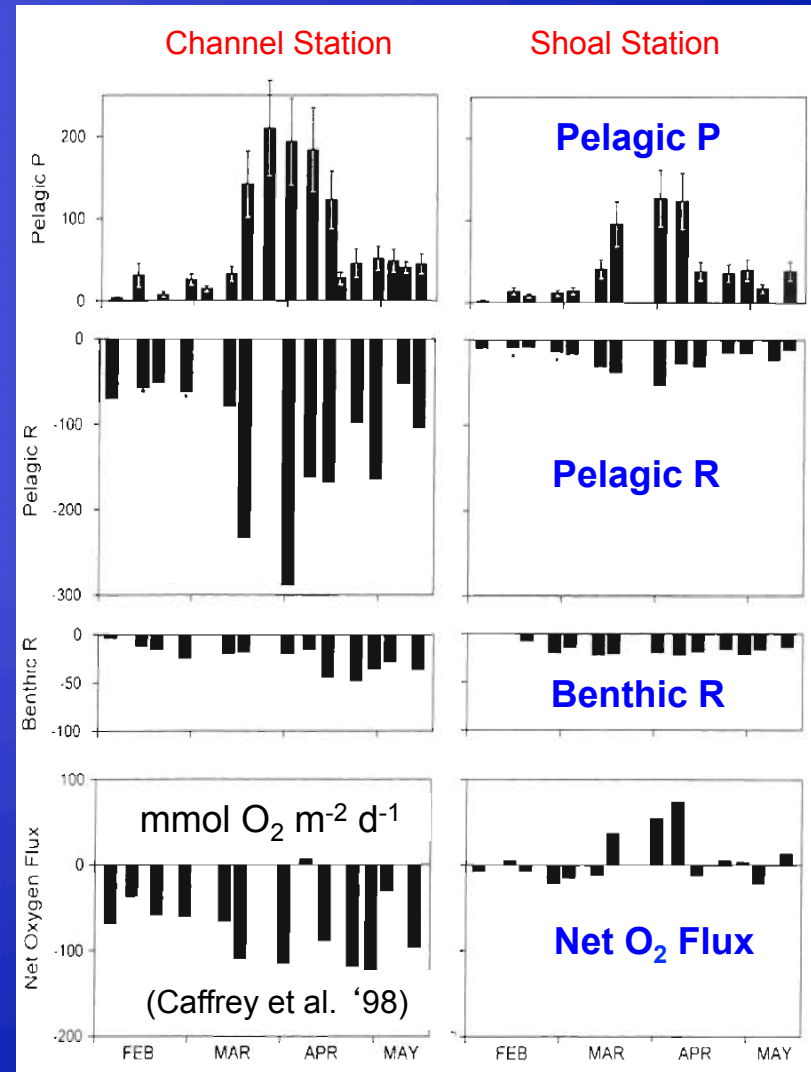 Channel Station
Shoal Station
Pelagic P
200
100
0
Pelagic P
Pelagic R
0
-100
-200
-300
Pelagic R
Benthic R
0
-50
-100
Benthic R
Net Oxygen Flux
100
0
-100
-200
mmol O₂ m⁻² d⁻¹
(Caffrey et al. ‘98)
Net O₂ Flux
FEB MAR APR MAY
FEB MAR APR MAY